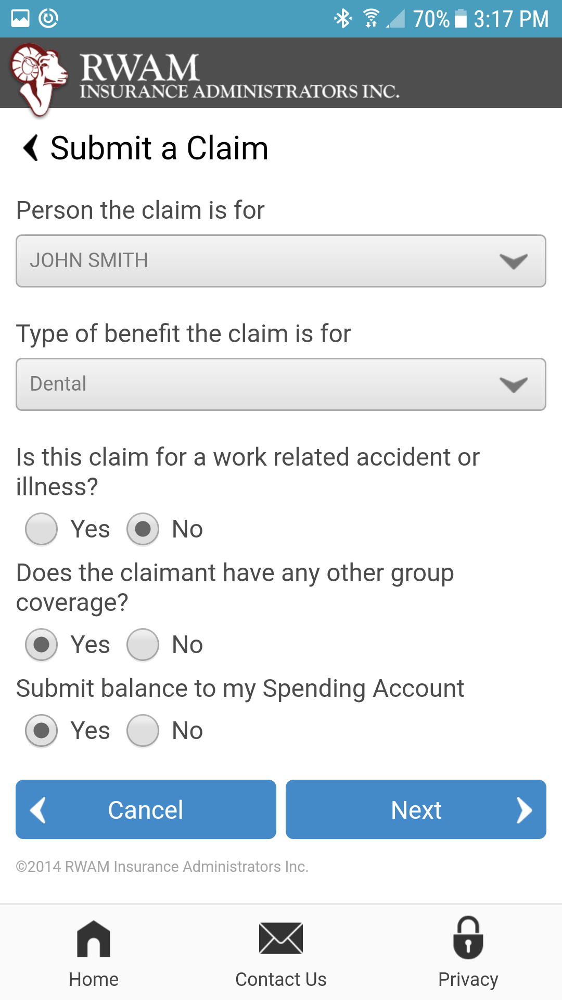 70% 3:17 PM
RWAM
INSURANCE ADMINISTRATORS INC.
Submit a Claim
Person the claim is for
JOHN SMITH
Type of benefit the claim is for
Dental
Is this claim for a work related accident or
illness?
Yes No
Does the claimant have any other group
coverage?
Yes No
Submit balance to my Spending Account
Yes No
Cancel Next
©2014 RWAM Insurance Administrators Inc.
Home Contact Us Privacy